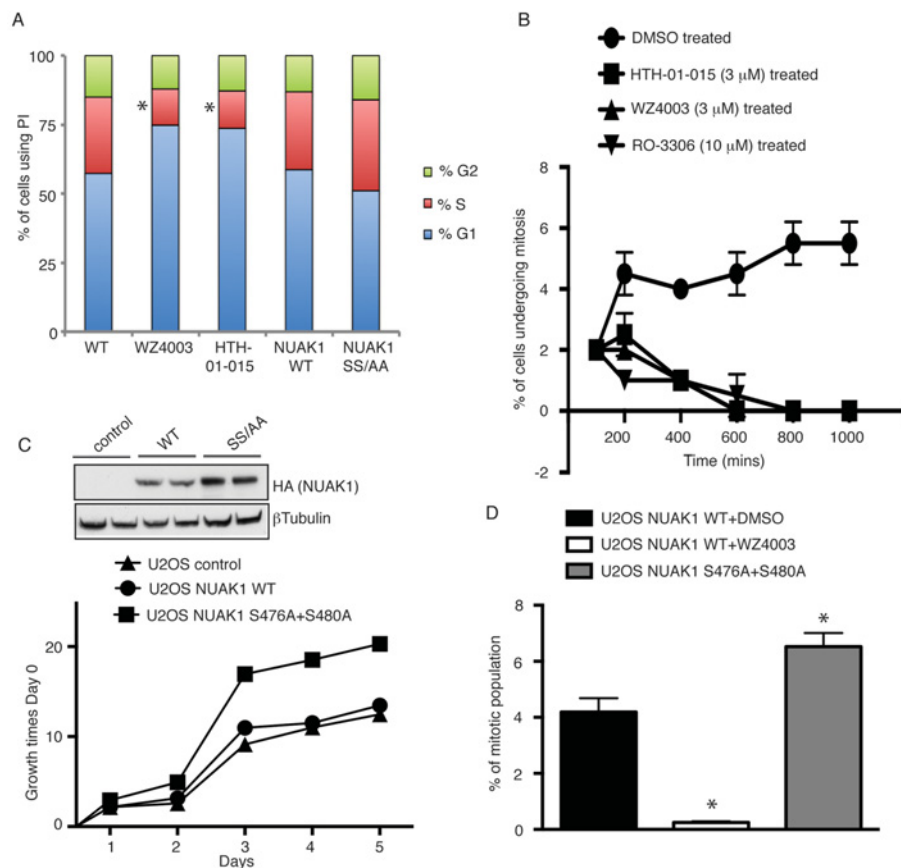 A
100
75
50
25
0
% of cells using PI
*
*
WT
WZ4003
HTH-
01-015
NUAK1
WT
NUAK1
SS/AA
% G2
% S
% G1
B
DMSO treated
HTH-01-015 (3 μM) treated
WZ4003 (3 μM) treated
RO-3306 (10 μM) treated
% of cells undergoing mitosis
6
4
2
0
-2
200
400
600
800
1000
Time (mins)
C
control
WT
SS/AA
HA (NUAK1)
βTubulin
U2OS control
U2OS NUAK1 WT
U2OS NUAK1 S476A+S480A
Growth times Day 0
20
10
0
1
2
3
4
5
Days
D
U2OS NUAK1 WT+DMSO
U2OS NUAK1 WT+WZ4003
U2OS NUAK1 S476A+S480A
% of mitotic population
8
6
4
2
0
*
*